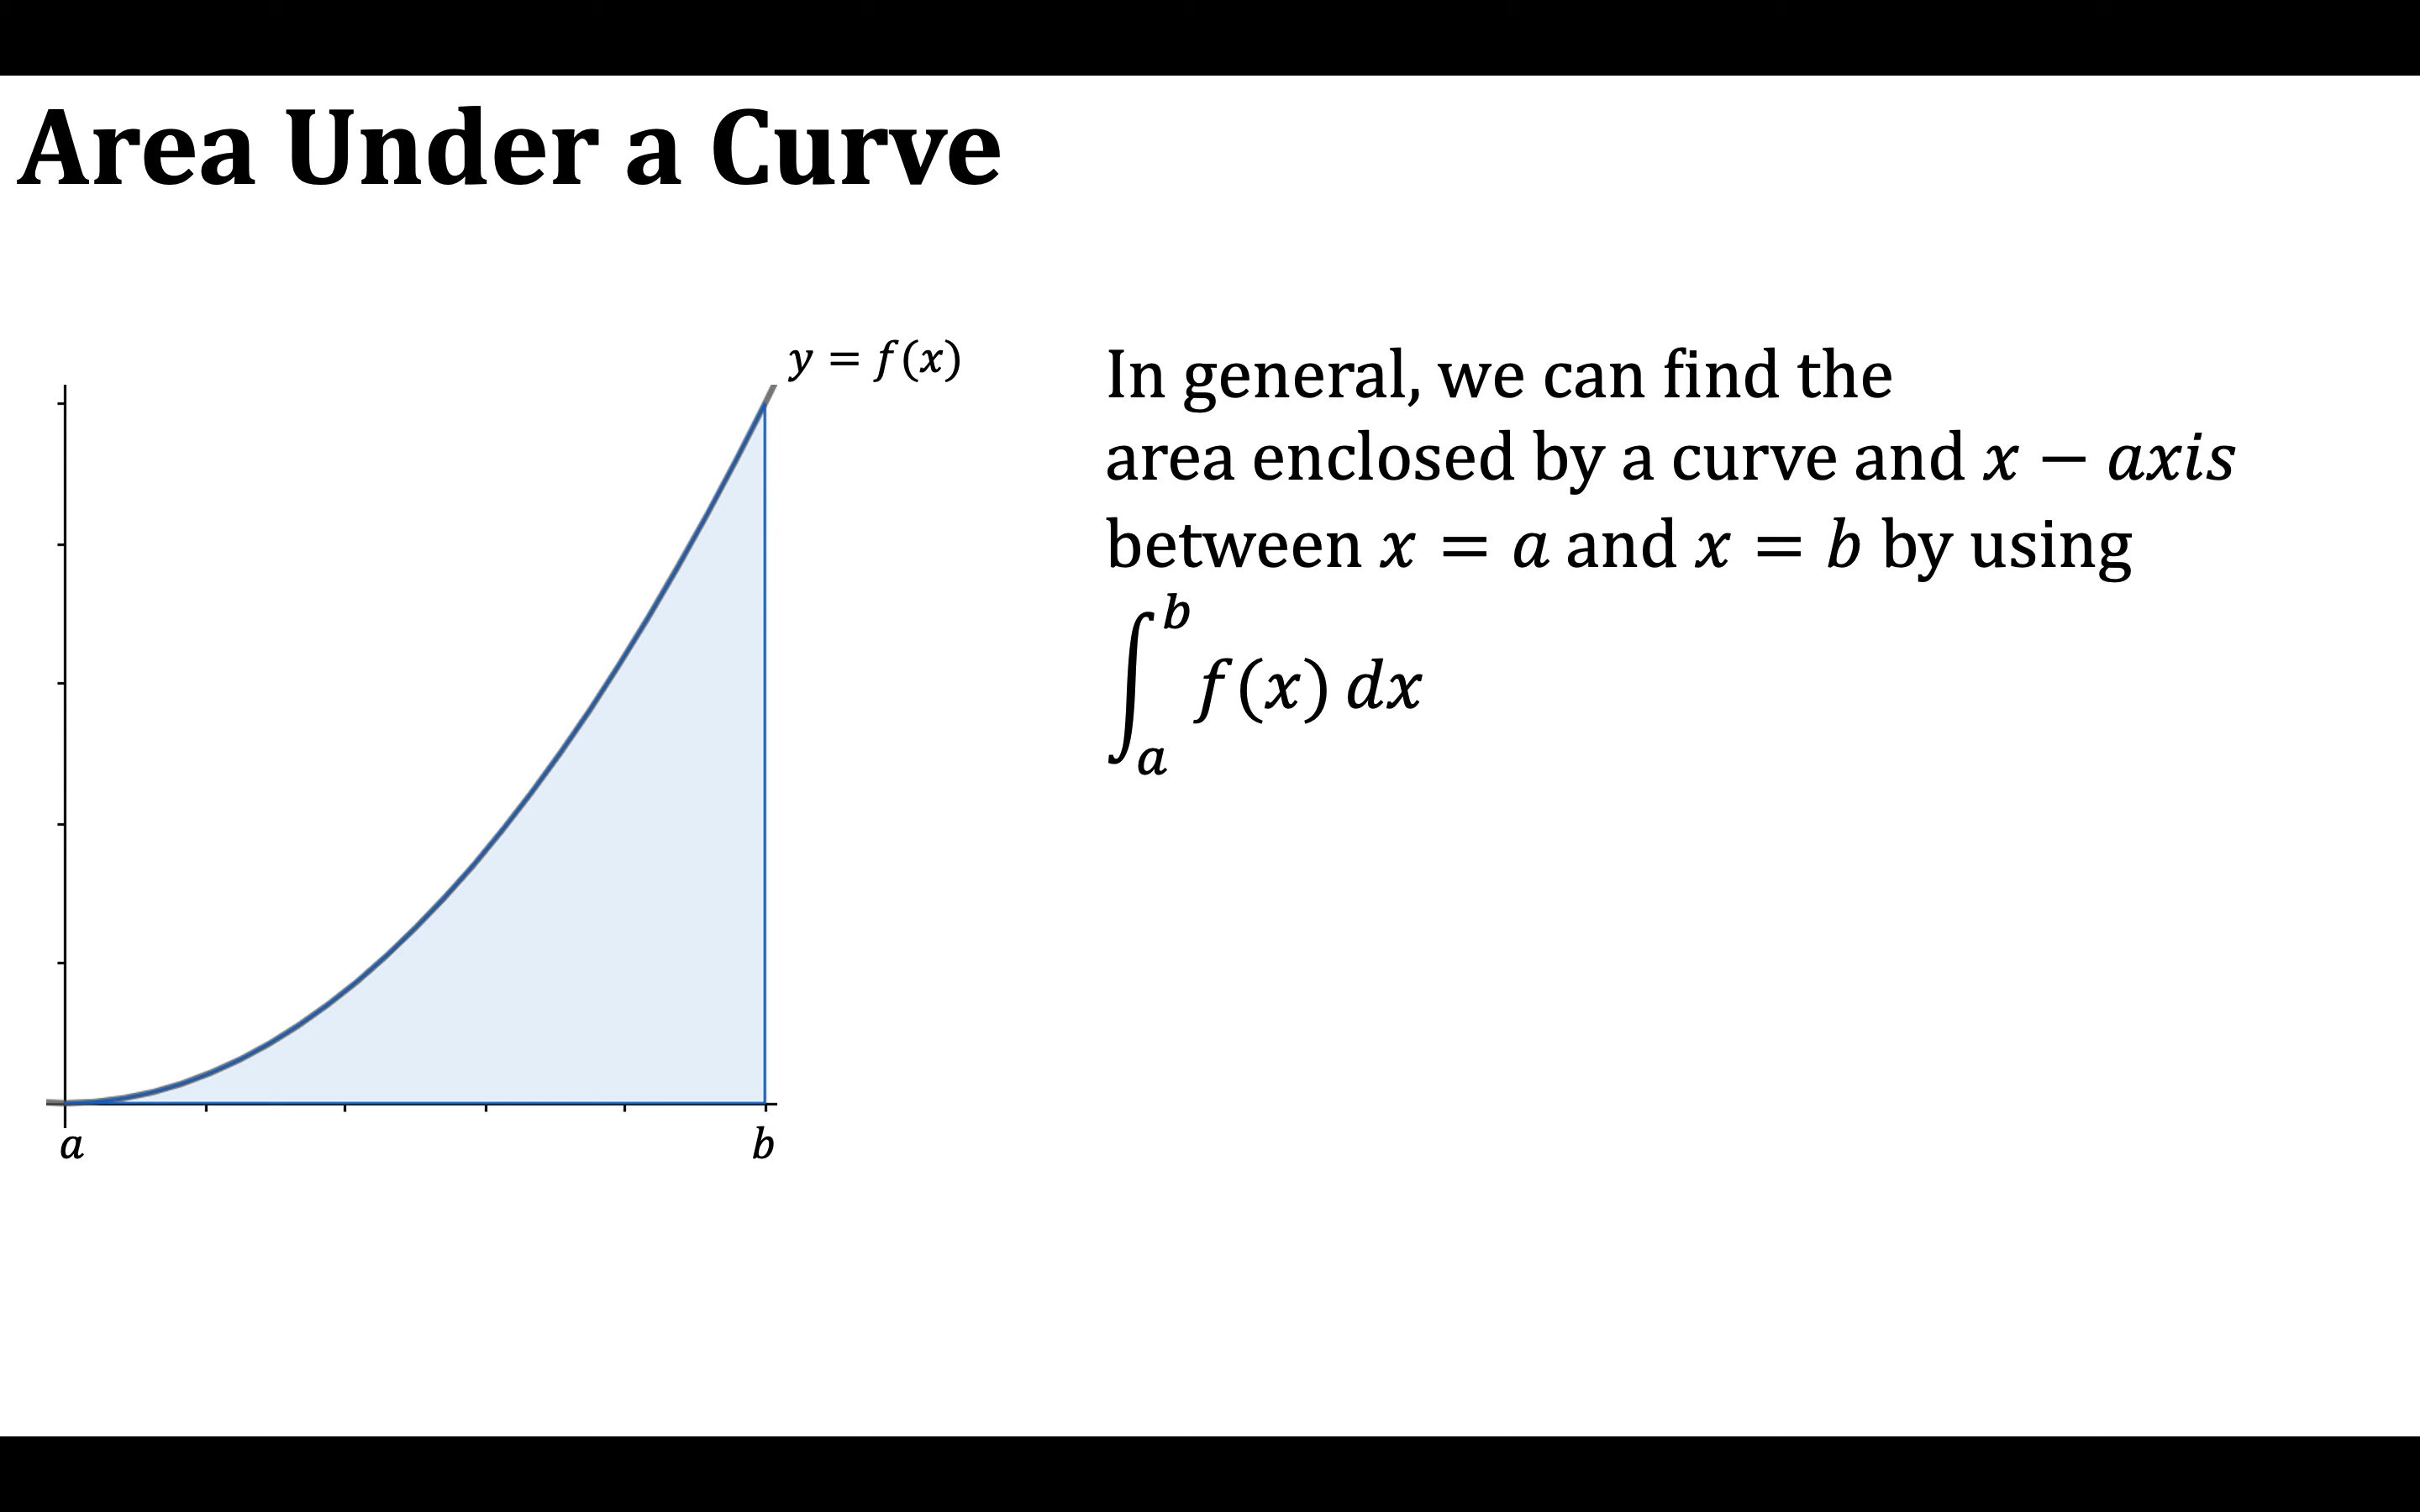 Area Under a Curve
y = f(x)
a
b
In general, we can find the
area enclosed by a curve and x − axis
between x = a and x = b by using
∫_a^b f(x) dx